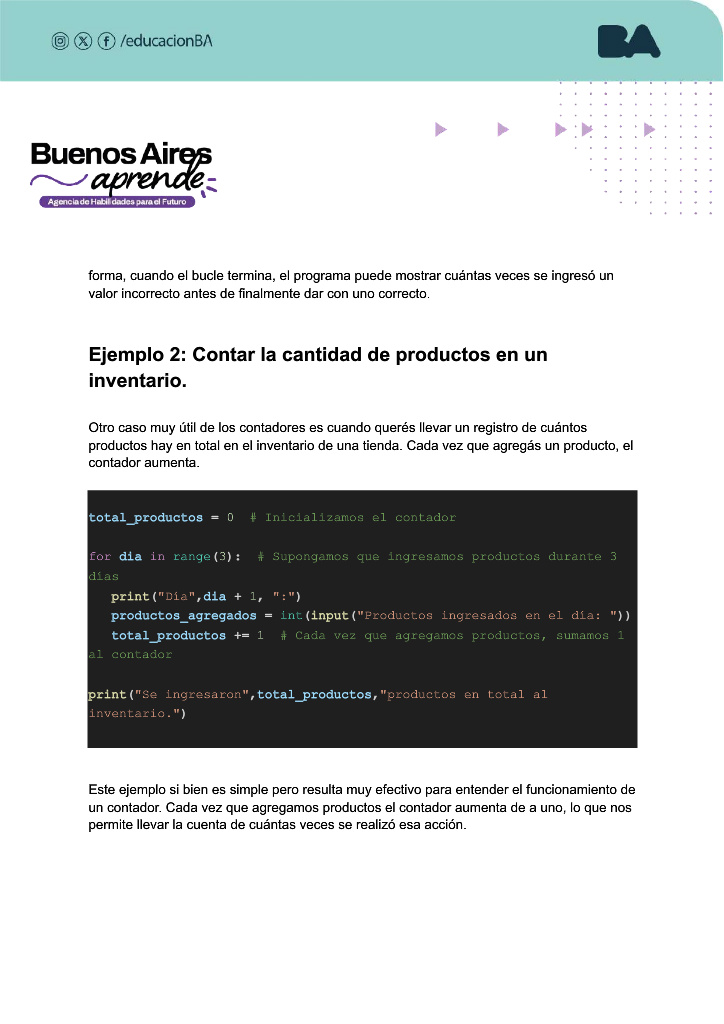 /educacionBA
BA
Buenos Aires
aprende
Agencia de Habilidades para el Futuro
forma, cuando el bucle termina, el programa puede mostrar cuántas veces se ingresó un
valor incorrecto antes de finalmente dar con uno correcto.
Ejemplo 2: Contar la cantidad de productos en un
inventario.
Otro caso muy útil de los contadores es cuando querés llevar un registro de cuántos
productos hay en total en el inventario de una tienda. Cada vez que agregás un producto, el
contador aumenta.
total_productos = 0  # Inicializamos el contador
for dia in range(3):  # Supongamos que ingresamos productos durante 3
días
   print("Día",dia + 1, ":")
   productos_agregados = int(input("Productos ingresados en el día: "))
   total_productos += 1  # Cada vez que agregamos productos, sumamos 1
al contador
print("Se ingresaron",total_productos,"productos en total al
inventario.")
Este ejemplo si bien es simple pero resulta muy efectivo para entender el funcionamiento de
un contador. Cada vez que agregamos productos el contador aumenta de a uno, lo que nos
permite llevar la cuenta de cuántas veces se realizó esa acción.